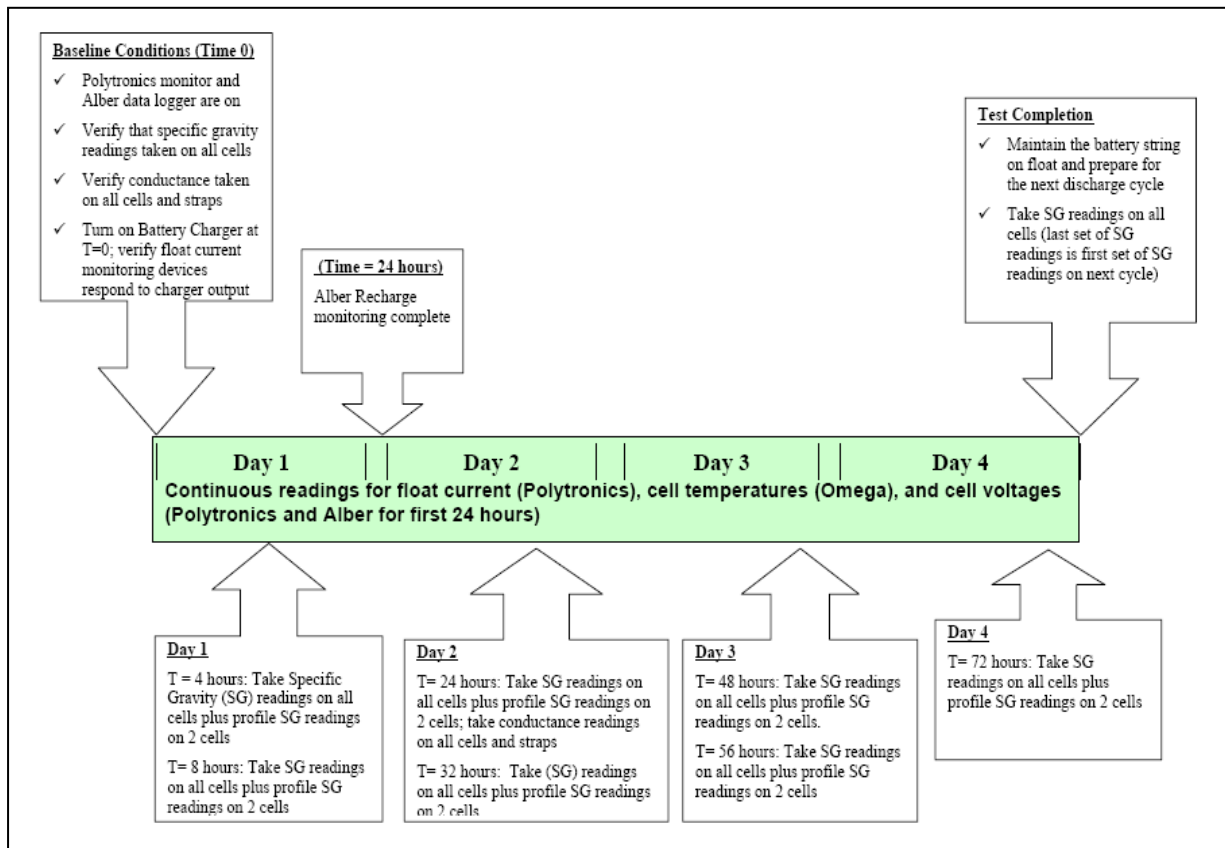 Baseline Conditions (Time 0)
✓ Polytronics monitor and
Alber data logger are on
✓ Verify that specific gravity
readings taken on all cells
✓ Verify conductance taken
on all cells and straps
✓ Turn on Battery Charger at
T=0; verify float current
monitoring devices
respond to charger output
(Time = 24 hours)
Alber Recharge
monitoring complete
Test Completion
✓ Maintain the battery string
on float and prepare for
the next discharge cycle
✓ Take SG readings on all
cells (last set of SG
readings is first set of SG
readings on next cycle)
Day 1 Day 2 Day 3 Day 4
Continuous readings for float current (Polytronics), cell temperatures (Omega), and cell voltages
(Polytronics and Alber for first 24 hours)
Day 1
T = 4 hours: Take Specific
Gravity (SG) readings on all
cells plus profile SG readings
on 2 cells
T= 8 hours: Take SG readings
on all cells plus profile SG
readings on 2 cells
Day 2
T= 24 hours: Take SG readings on
all cells plus profile SG readings on
2 cells; take conductance readings
on all cells and straps
T= 32 hours: Take (SG) readings
on all cells plus profile SG readings
on 2 cells
Day 3
T= 48 hours: Take SG readings
on all cells plus profile SG
readings on 2 cells.
T= 56 hours: Take SG readings
on all cells plus profile SG
readings on 2 cells
Day 4
T= 72 hours: Take SG
readings on all cells plus
profile SG readings on 2 cells